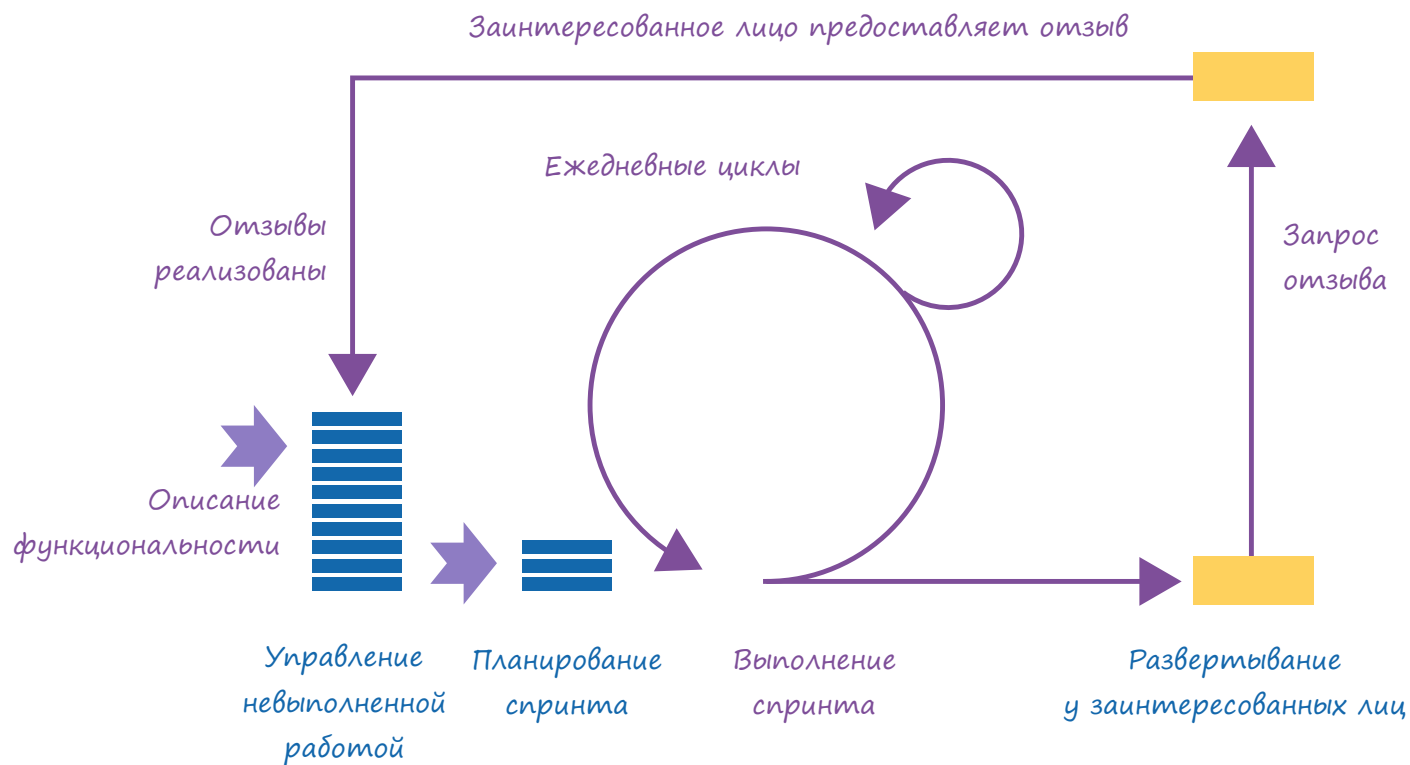 Заинтересованное лицо предоставляет отзыв
Ежедневные циклы
Отзывы
реализованы
Запрос
отзыва
Описание
функциональности
Управление
невыполненной
работой
Планирование
спринта
Выполнение
спринта
Развертывание
у заинтересованных лиц